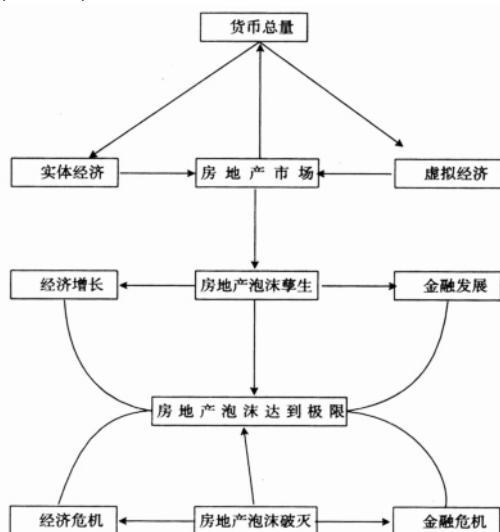 货币总量
实体经济
房地产市场
虚拟经济
经济增长
房地产泡沫孳生
金融发展
房地产泡沫达到极限
经济危机
房地产泡沫破灭
金融危机